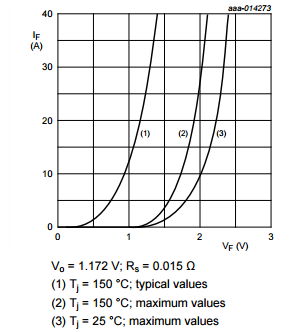 aaa-014273
40
IF
(A)
30
20
10
0
(1)
(2)
(3)
0
1
2
3
VF (V)
Vo = 1.172 V; Rs = 0.015 Ω
(1) Tj = 150 °C; typical values
(2) Tj = 150 °C; maximum values
(3) Tj = 25 °C; maximum values